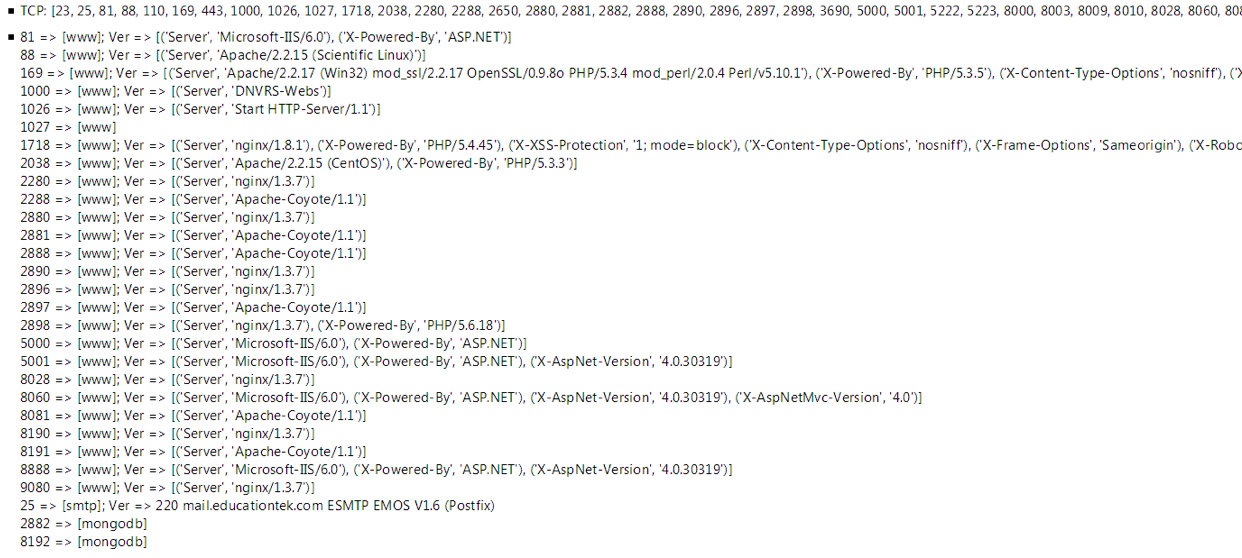 ▪ TCP: [23, 25, 81, 88, 110, 169, 443, 1000, 1026, 1027, 1718, 2038, 2280, 2288, 2650, 2880, 2881, 2882, 2888, 2890, 2896, 2897, 2898, 3690, 5000, 5001, 5222, 5223, 8000, 8003, 8009, 8010, 8028, 8060,
▪ 81 => [www]; Ver => [('Server', 'Microsoft-IIS/6.0'), ('X-Powered-By', 'ASP.NET')]
88 => [www]; Ver => [('Server', 'Apache/2.2.15 (Scientific Linux)')]
169 => [www]; Ver => [('Server', 'Apache/2.2.17 (Win32) mod_ssl/2.2.17 OpenSSL/0.9.8o PHP/5.3.4 mod_perl/2.0.4 Perl/v5.10.1'), ('X-Powered-By', 'PHP/5.3.5'), ('X-Content-Type-Options', 'nosniff'),
1000 => [www]; Ver => [('Server', 'DNVRS-Webs')]
1026 => [www]; Ver => [('Server', 'Start HTTP-Server/1.1')]
1027 => [www]
1718 => [www]; Ver => [('Server', 'nginx/1.8.1'), ('X-Powered-By', 'PHP/5.4.45'), ('X-XSS-Protection', '1; mode=block'), ('X-Content-Type-Options', 'nosniff'), ('X-Frame-Options', 'Sameorigin'), ('X-Robo
2038 => [www]; Ver => [('Server', 'Apache/2.2.15 (CentOS)'), ('X-Powered-By', 'PHP/5.3.3')]
2280 => [www]; Ver => [('Server', 'nginx/1.3.7')]
2288 => [www]; Ver => [('Server', 'Apache-Coyote/1.1')]
2880 => [www]; Ver => [('Server', 'nginx/1.3.7')]
2881 => [www]; Ver => [('Server', 'Apache-Coyote/1.1')]
2888 => [www]; Ver => [('Server', 'Apache-Coyote/1.1')]
2890 => [www]; Ver => [('Server', 'nginx/1.3.7')]
2896 => [www]; Ver => [('Server', 'nginx/1.3.7')]
2897 => [www]; Ver => [('Server', 'Apache-Coyote/1.1')]
2898 => [www]; Ver => [('Server', 'nginx/1.3.7'), ('X-Powered-By', 'PHP/5.6.18')]
5000 => [www]; Ver => [('Server', 'Microsoft-IIS/6.0'), ('X-Powered-By', 'ASP.NET')]
5001 => [www]; Ver => [('Server', 'Microsoft-IIS/6.0'), ('X-Powered-By', 'ASP.NET'), ('X-AspNet-Version', '4.0.30319')]
8028 => [www]; Ver => [('Server', 'nginx/1.3.7')]
8060 => [www]; Ver => [('Server', 'Microsoft-IIS/6.0'), ('X-Powered-By', 'ASP.NET'), ('X-AspNet-Version', '4.0.30319'), ('X-AspNetMvc-Version', '4.0')]
8081 => [www]; Ver => [('Server', 'Apache-Coyote/1.1')]
8190 => [www]; Ver => [('Server', 'nginx/1.3.7')]
8191 => [www]; Ver => [('Server', 'Apache-Coyote/1.1')]
8888 => [www]; Ver => [('Server', 'Microsoft-IIS/6.0'), ('X-Powered-By', 'ASP.NET'), ('X-AspNet-Version', '4.0.30319')]
9080 => [www]; Ver => [('Server', 'nginx/1.3.7')]
25 => [smtp]; Ver => 220 mail.educationtek.com ESMTP EMOS V1.6 (Postfix)
2882 => [mongodb]
8192 => [mongodb]